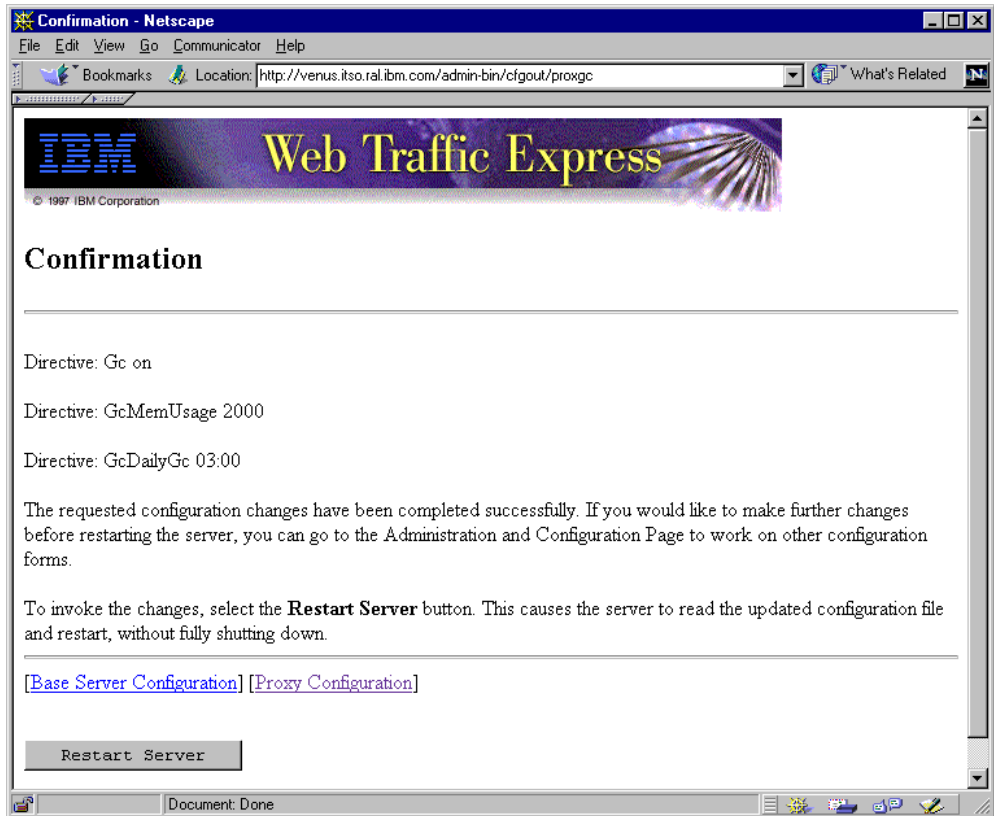 Confirmation - Netscape
File Edit View Go Communicator Help
Bookmarks Location: http://venus.itso.ral.ibm.com/admin-bin/cfgout/proxgc What's Related N
IBM Web Traffic Express
© 1997 IBM Corporation
Confirmation
Directive: Gc on
Directive: GcMemUsage 2000
Directive: GcDailyGc 03:00
The requested configuration changes have been completed successfully. If you would like to make further changes
before restarting the server, you can go to the Administration and Configuration Page to work on other configuration
forms.
To invoke the changes, select the Restart Server button. This causes the server to read the updated configuration file
and restart, without fully shutting down.
[Base Server Configuration] [Proxy Configuration]
Restart Server
Document: Done